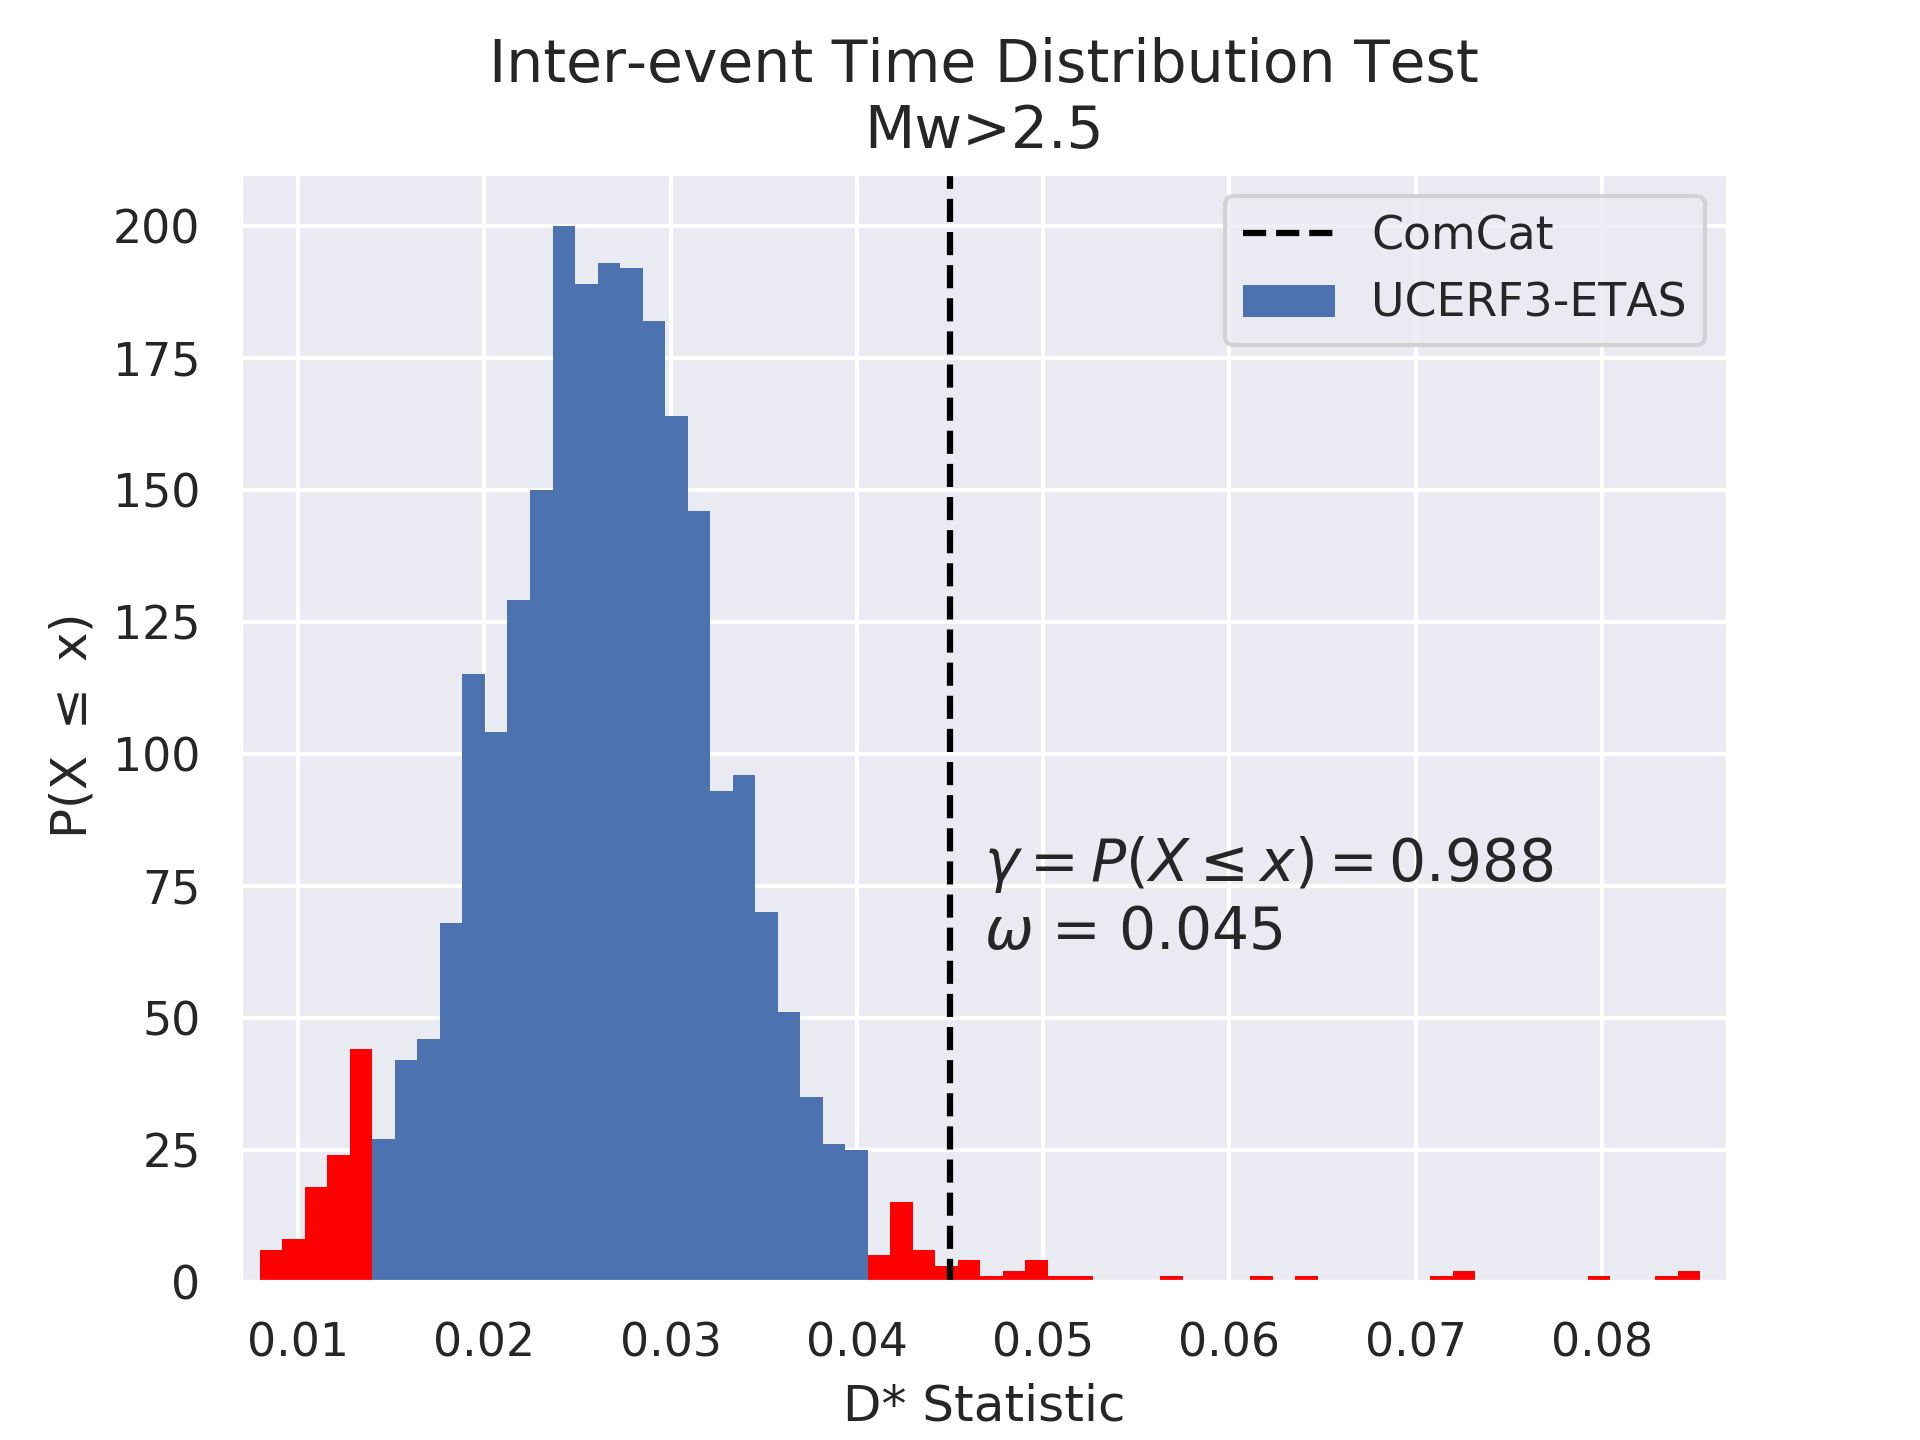 Inter-event Time Distribution Test
Mw>2.5
ComCat
UCERF3-ETAS
P(X ≤ x)
200
175
150
125
100
75
50
25
0
γ = P(X ≤ x) = 0.988
ω = 0.045
0.01 0.02 0.03 0.04 0.05 0.06 0.07 0.08
D* Statistic